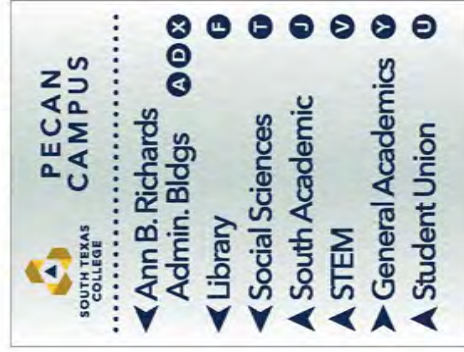 SOUTH TEXAS
COLLEGE
PECAN
CAMPUS
Ann B. Richards
Admin. Bldgs A D X
Library F
Social Sciences T
South Academic J
STEM V
General Academics Y
Student Union U